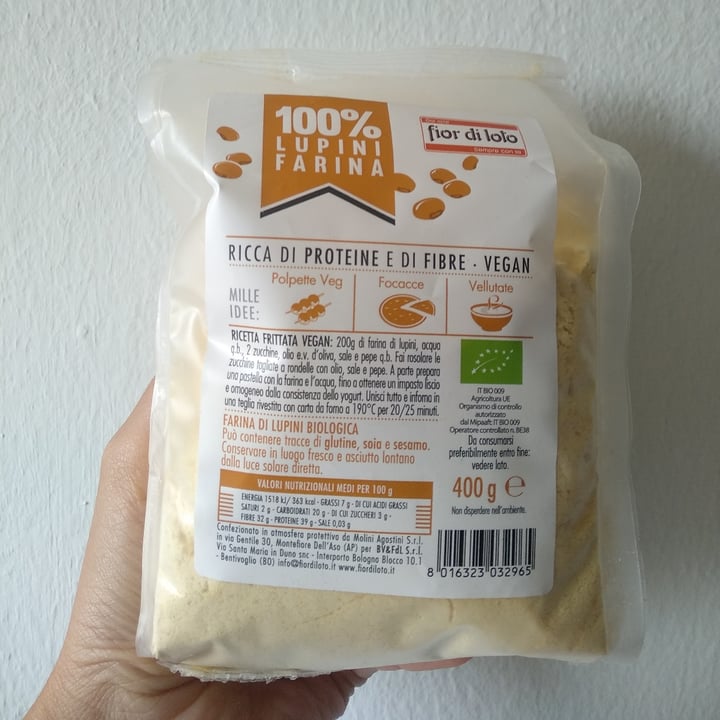 100%
LUPINI
FARINA
fior di loto
sempre con te
RICCA DI PROTEINE E DI FIBRE · VEGAN
MILLE
IDEE:
Polpette Veg
Focacce
Vellutate
RICETTA FRITTATA VEGAN: 200g di farina di lupini, acqua
q.b., 2 zucchine, olio e.v. d'oliva, sale e pepe q.b. Fai rosolare le
zucchine tagliate a rondelle con olio, sale e pepe. A parte prepara
una pastella con la farina e l'acqua, fino a ottenere un impasto liscio
e omogeneo dalla consistenza dello yogurt. Unisci tutto e inforna in
una teglia rivestita con carta da forno a 190°C per 20/25 minuti.
FARINA DI LUPINI BIOLOGICA
Può contenere tracce di glutine, soia e sesamo.
Conservare in luogo fresco e asciutto lontano
dalla luce solare diretta.
VALORI NUTRIZIONALI MEDI PER 100 g
ENERGIA 1518 kJ/ 363 kcal - GRASSI 7 g - DI CUI ACIDI GRASSI
SATURI 2 g - CARBOIDRATI 20 g - DI CUI ZUCCHERI 3 g -
FIBRE 32 g - PROTEINE 39 g - SALE 0,03 g
Confezionato in atmosfera protettiva da Molini Agostini S.r.l.
in via Gentile 30, Montefiore Dell'Aso (AP) per BV&FdL S.r.l.
Via Santa Maria in Duno snc - Interporto Bologna Blocco 10.1
- Bentivoglio (BO) info@fiordiloto.it www.fiordiloto.it
IT BIO 009
Agricoltura UE
Organismo di controllo
autorizzato
dal Mipaaft: IT BIO 009
Operatore controllato n. BE38
Da consumarsi
preferibilmente entro fine:
vedere lato.
400 g e
Non disperdere nell'ambiente.
8 016323 032965